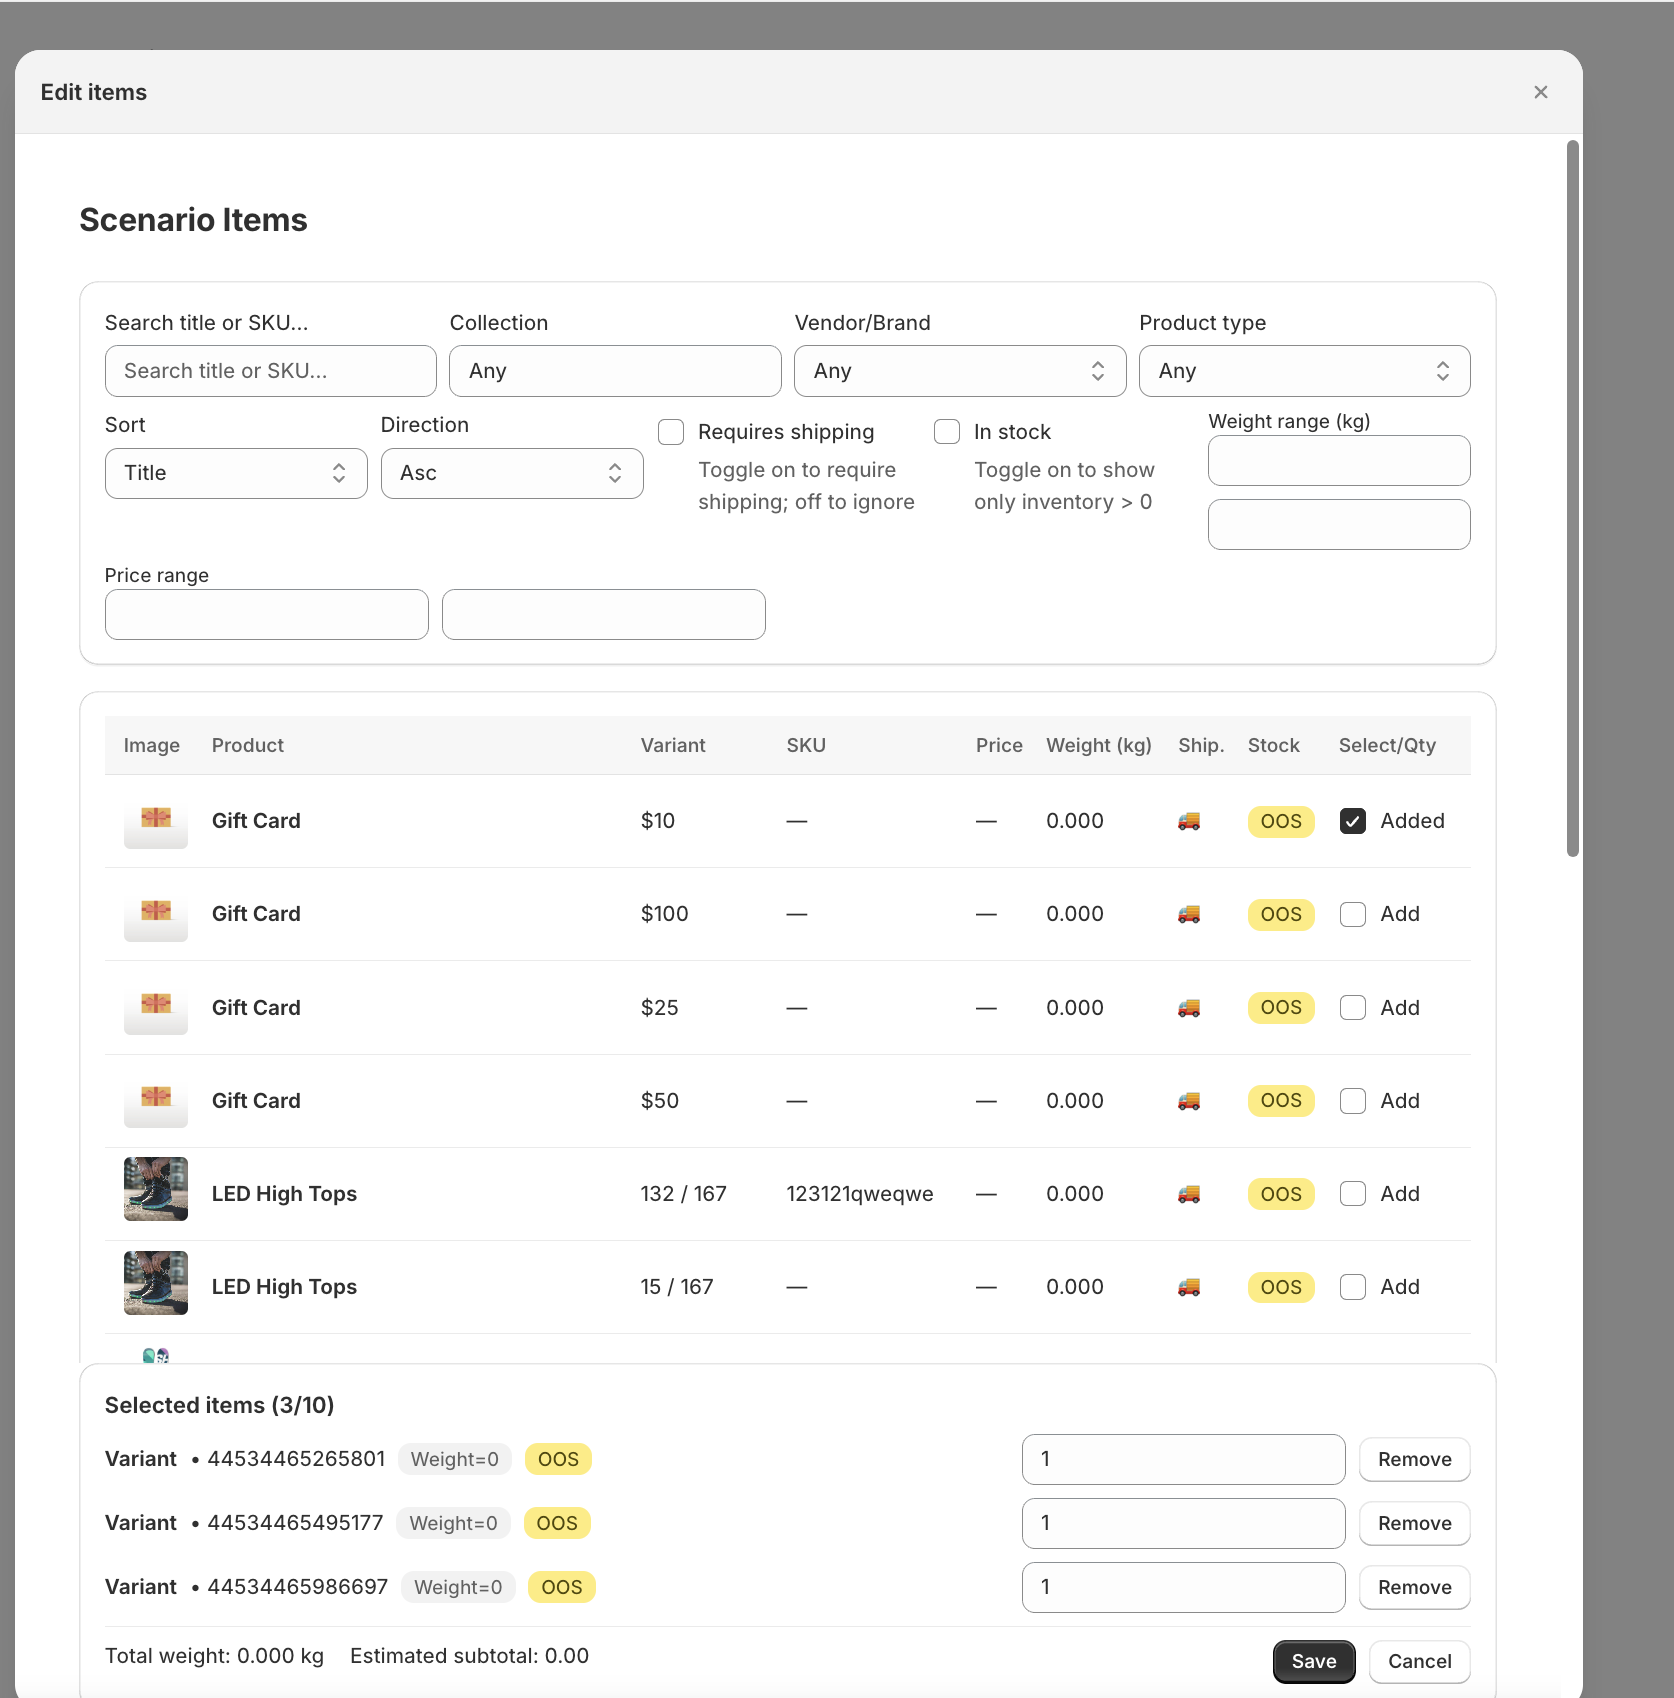 Edit items
Scenario Items
Search title or SKU... Collection Vendor/Brand Product type
Search title or SKU... Any Any Any
Sort Direction Requires shipping In stock Weight range (kg)
Title Asc Toggle on to require shipping; off to ignore Toggle on to show only inventory > 0
Price range
Image Product Variant SKU Price Weight (kg) Ship. Stock Select/Qty
Gift Card $10 — — 0.000 OOS Added
Gift Card $100 — — 0.000 OOS Add
Gift Card $25 — — 0.000 OOS Add
Gift Card $50 — — 0.000 OOS Add
LED High Tops 132 / 167 123121qweqwe — 0.000 OOS Add
LED High Tops 15 / 167 — — 0.000 OOS Add
Selected items (3/10)
Variant • 44534465265801 Weight=0 OOS 1 Remove
Variant • 44534465495177 Weight=0 OOS 1 Remove
Variant • 44534465986697 Weight=0 OOS 1 Remove
Total weight: 0.000 kg Estimated subtotal: 0.00 Save Cancel